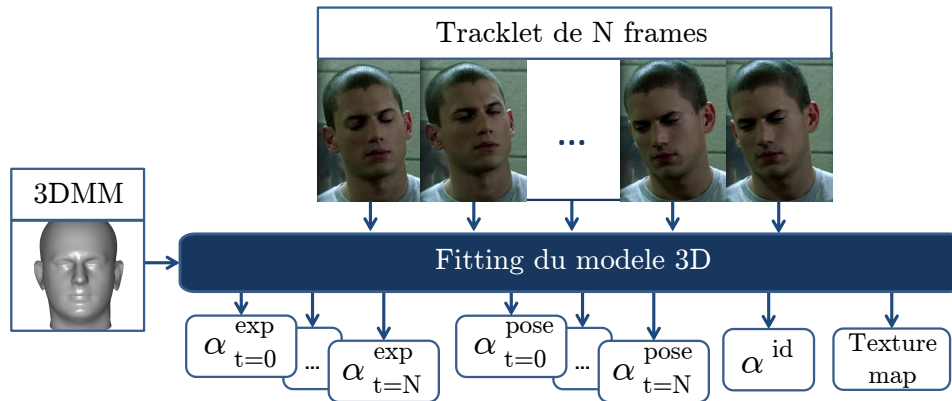 Tracklet de N frames
...
3DMM
Fitting du modele 3D
α exp t=0
...
α exp t=N
α pose t=0
...
α pose t=N
α id
Texture
map